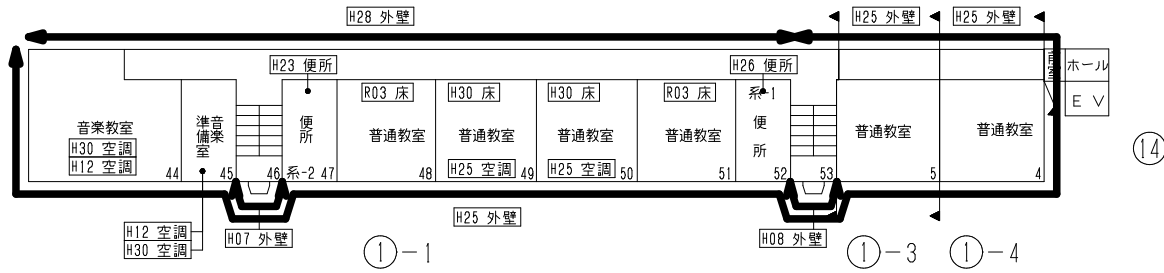 H28 外壁
H25 外壁
H25 外壁
H23 便所
H26 便所
ホール
EV
R03 床
H30 床
H30 床
R03 床
系-1
便所
音楽教室
H30 空調
H12 空調
音楽
準備室
便所
普通教室
普通教室
普通教室
普通教室
普通教室
普通教室
H25 空調
H25 空調
44
45
46
系-2
47
48
49
50
51
52
53
5
4
14
H12 空調
H30 空調
H07 外壁
H25 外壁
H08 外壁
①-1
①-3
①-4